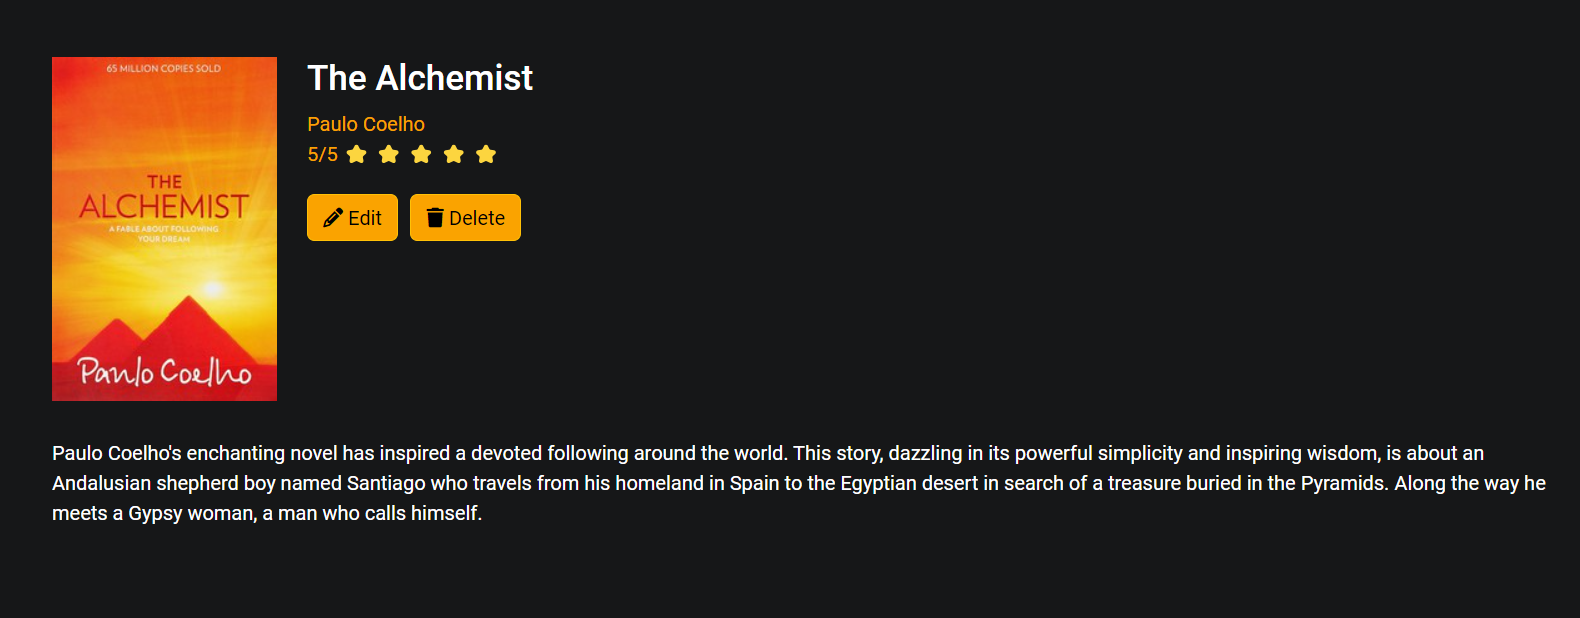 65 MILLION COPIES SOLD
THE
ALCHEMIST
A FABLE ABOUT FOLLOWING
YOUR DREAM
Paulo Coelho
The Alchemist
Paulo Coelho
5/5
Edit
Delete
Paulo Coelho's enchanting novel has inspired a devoted following around the world. This story, dazzling in its powerful simplicity and inspiring wisdom, is about an
Andalusian shepherd boy named Santiago who travels from his homeland in Spain to the Egyptian desert in search of a treasure buried in the Pyramids. Along the way he
meets a Gypsy woman, a man who calls himself.